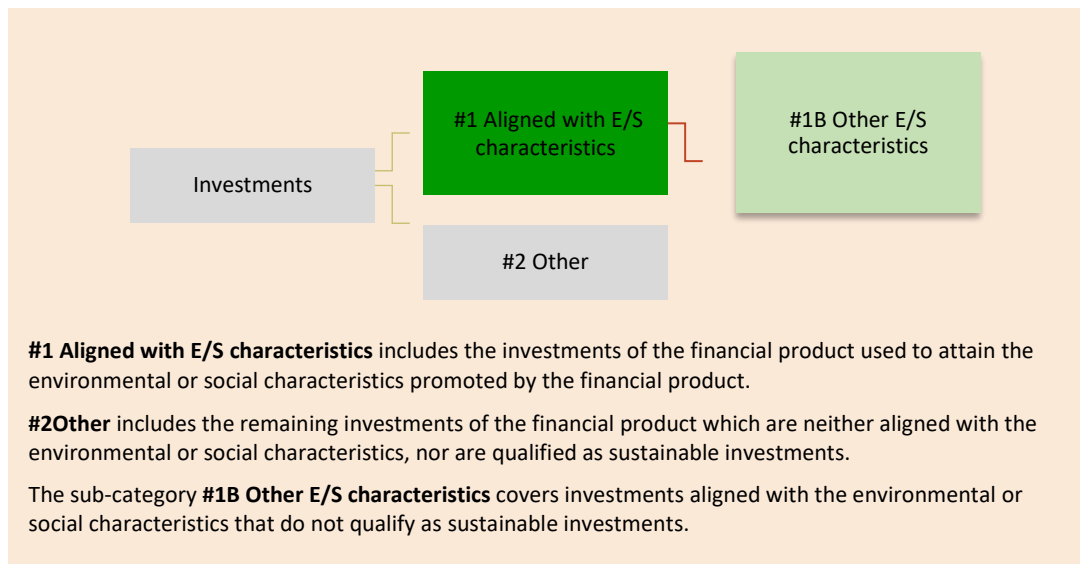 #1 Aligned with E/S
characteristics
#1B Other E/S
characteristics
Investments
#2 Other
#1 Aligned with E/S characteristics includes the investments of the financial product used to attain the
environmental or social characteristics promoted by the financial product.
#2Other includes the remaining investments of the financial product which are neither aligned with the
environmental or social characteristics, nor are qualified as sustainable investments.
The sub-category #1B Other E/S characteristics covers investments aligned with the environmental or
social characteristics that do not qualify as sustainable investments.